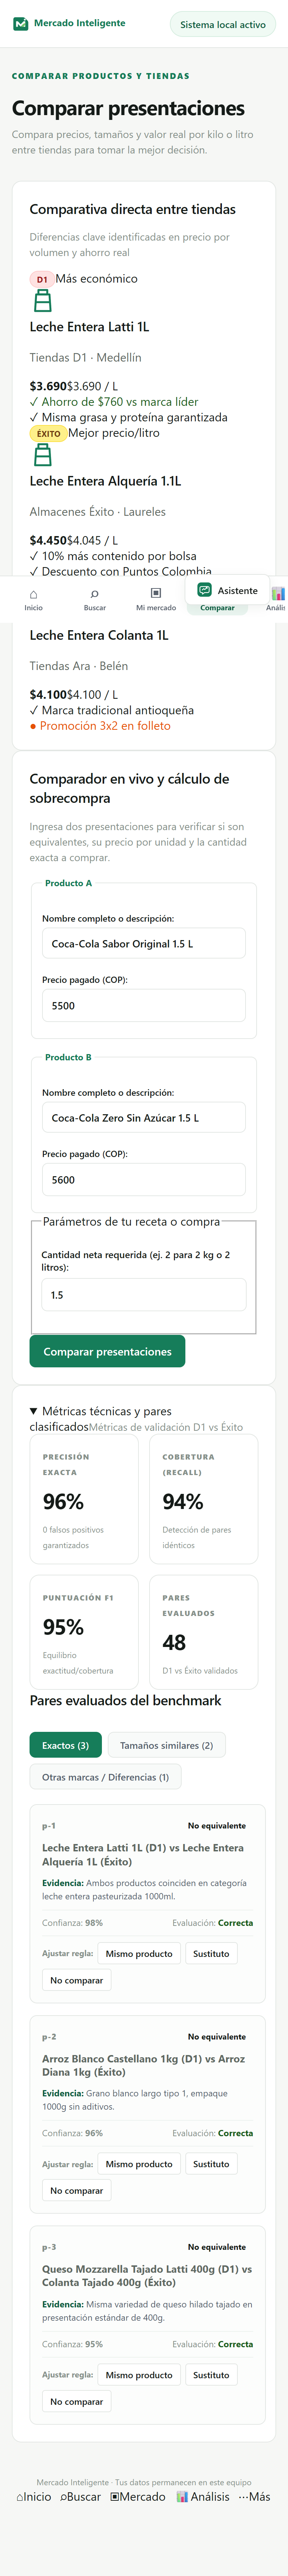 Mercado Inteligente
Sistema local activo
COMPARAR PRODUCTOS Y TIENDAS
Comparar presentaciones
Compara precios, tamaños y valor real por kilo o litro
entre tiendas para tomar la mejor decisión.
Comparativa directa entre tiendas
Diferencias clave identificadas en precio por
volumen y ahorro real
D1 Más económico
Leche Entera Latti 1L
Tiendas D1 · Medellín
$3.690$3.690 / L
✓ Ahorro de $760 vs marca líder
✓ Misma grasa y proteína garantizada
ÉXITO Mejor precio/litro
Leche Entera Alquería 1.1L
Almacenes Éxito · Laureles
$4.450$4.045 / L
✓ 10% más contenido por bolsa
✓ Descuento con Puntos Colombia
Asistente
Inicio
Buscar
Mi mercado
Comparar
Anális
Leche Entera Colanta 1L
Tiendas Ara · Belén
$4.100$4.100 / L
✓ Marca tradicional antioqueña
● Promoción 3x2 en folleto
Comparador en vivo y cálculo de
sobrecompra
Ingresa dos presentaciones para verificar si son
equivalentes, su precio por unidad y la cantidad
exacta a comprar.
Producto A
Nombre completo o descripción:
Coca-Cola Sabor Original 1.5 L
Precio pagado (COP):
5500
Producto B
Nombre completo o descripción:
Coca-Cola Zero Sin Azúcar 1.5 L
Precio pagado (COP):
5600
Parámetros de tu receta o compra
Cantidad neta requerida (ej. 2 para 2 kg o 2
litros):
1.5
Comparar presentaciones
▼ Métricas técnicas y pares
clasificadosMétricas de validación D1 vs Éxito
PRECISIÓN
EXACTA
96%
0 falsos positivos
garantizados
COBERTURA
(RECALL)
94%
Detección de pares
idénticos
PUNTUACIÓN F1
95%
Equilibrio
exactitud/cobertura
PARES
EVALUADOS
48
D1 vs Éxito validados
Pares evaluados del benchmark
Exactos (3)
Tamaños similares (2)
Otras marcas / Diferencias (1)
p-1
No equivalente
Leche Entera Latti 1L (D1) vs Leche Entera
Alquería 1L (Éxito)
Evidencia: Ambos productos coinciden en categoría
leche entera pasteurizada 1000ml.
Confianza: 98%
Evaluación: Correcta
Ajustar regla: Mismo producto Sustituto
No comparar
p-2
No equivalente
Arroz Blanco Castellano 1kg (D1) vs Arroz
Diana 1kg (Éxito)
Evidencia: Grano blanco largo tipo 1, empaque
1000g sin aditivos.
Confianza: 96%
Evaluación: Correcta
Ajustar regla: Mismo producto Sustituto
No comparar
p-3
No equivalente
Queso Mozzarella Tajado Latti 400g (D1) vs
Colanta Tajado 400g (Éxito)
Evidencia: Misma variedad de queso hilado tajado en
presentación estándar de 400g.
Confianza: 95%
Evaluación: Correcta
Ajustar regla: Mismo producto Sustituto
No comparar
Mercado Inteligente · Tus datos permanecen en este equipo
⌂Inicio ⌕Buscar ▣Mercado 📊 Análisis ⋯Más